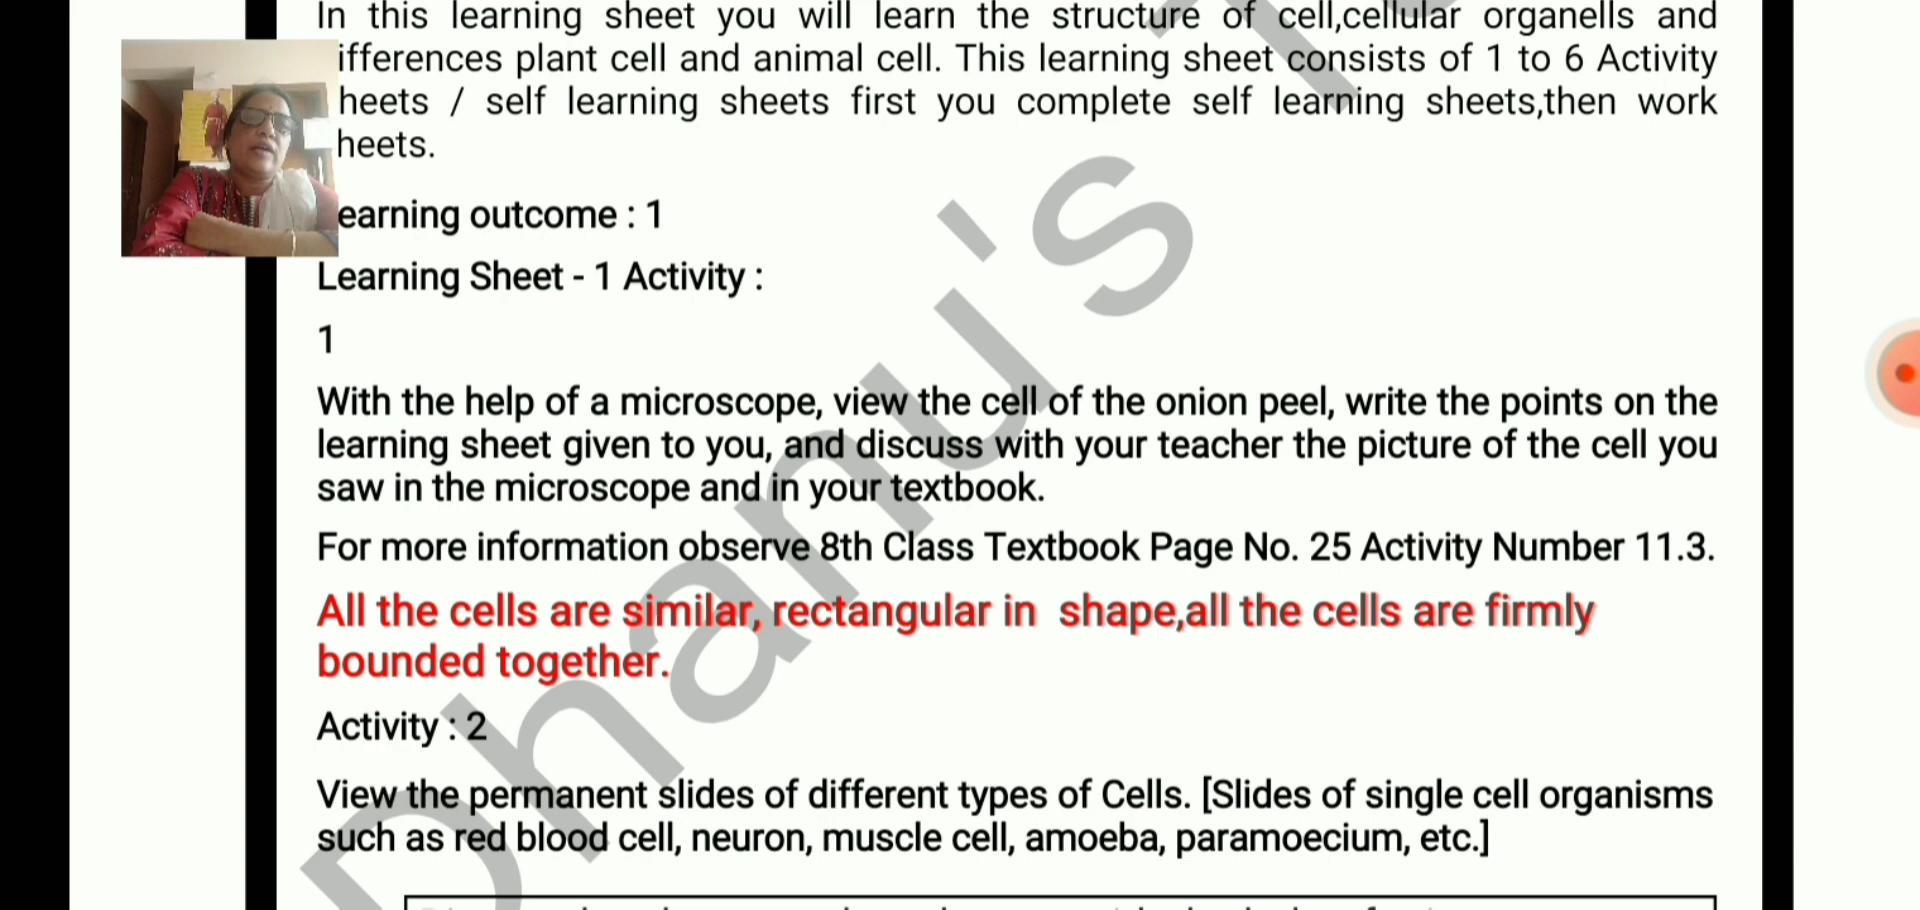 In this learning sheet you will learn the structure of cell,cellular organells and
ifferences plant cell and animal cell. This learning sheet consists of 1 to 6 Activity
heets / self learning sheets first you complete self learning sheets,then work
heets.
earning outcome : 1
Learning Sheet - 1 Activity :
1
With the help of a microscope, view the cell of the onion peel, write the points on the
learning sheet given to you, and discuss with your teacher the picture of the cell you
saw in the microscope and in your textbook.
For more information observe 8th Class Textbook Page No. 25 Activity Number 11.3.
All the cells are similar, rectangular in shape,all the cells are firmly
bounded together.
Activity : 2
View the permanent slides of different types of Cells. [Slides of single cell organisms
such as red blood cell, neuron, muscle cell, amoeba, paramoecium, etc.]
Dhanu's